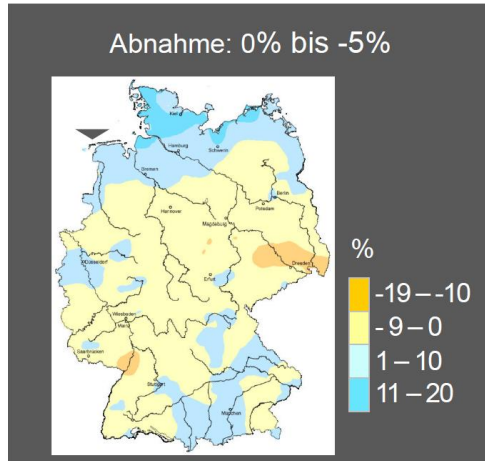 Abnahme: 0% bis -5%
Kiel
Hamburg
Schwerin
Bremen
Berlin
Hannover
Potsdam
Magdeburg
Düsseldorf
Erfurt
Dresden
Wiesbaden
Mainz
Saarbrücken
Stuttgart
München
%
-19 – -10
- 9 – 0
1 – 10
11 – 20